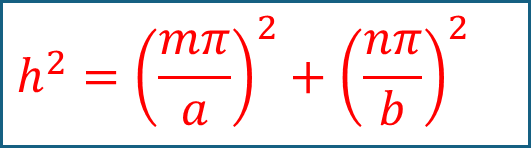 h² = (mπ/a)² + (nπ/b)²